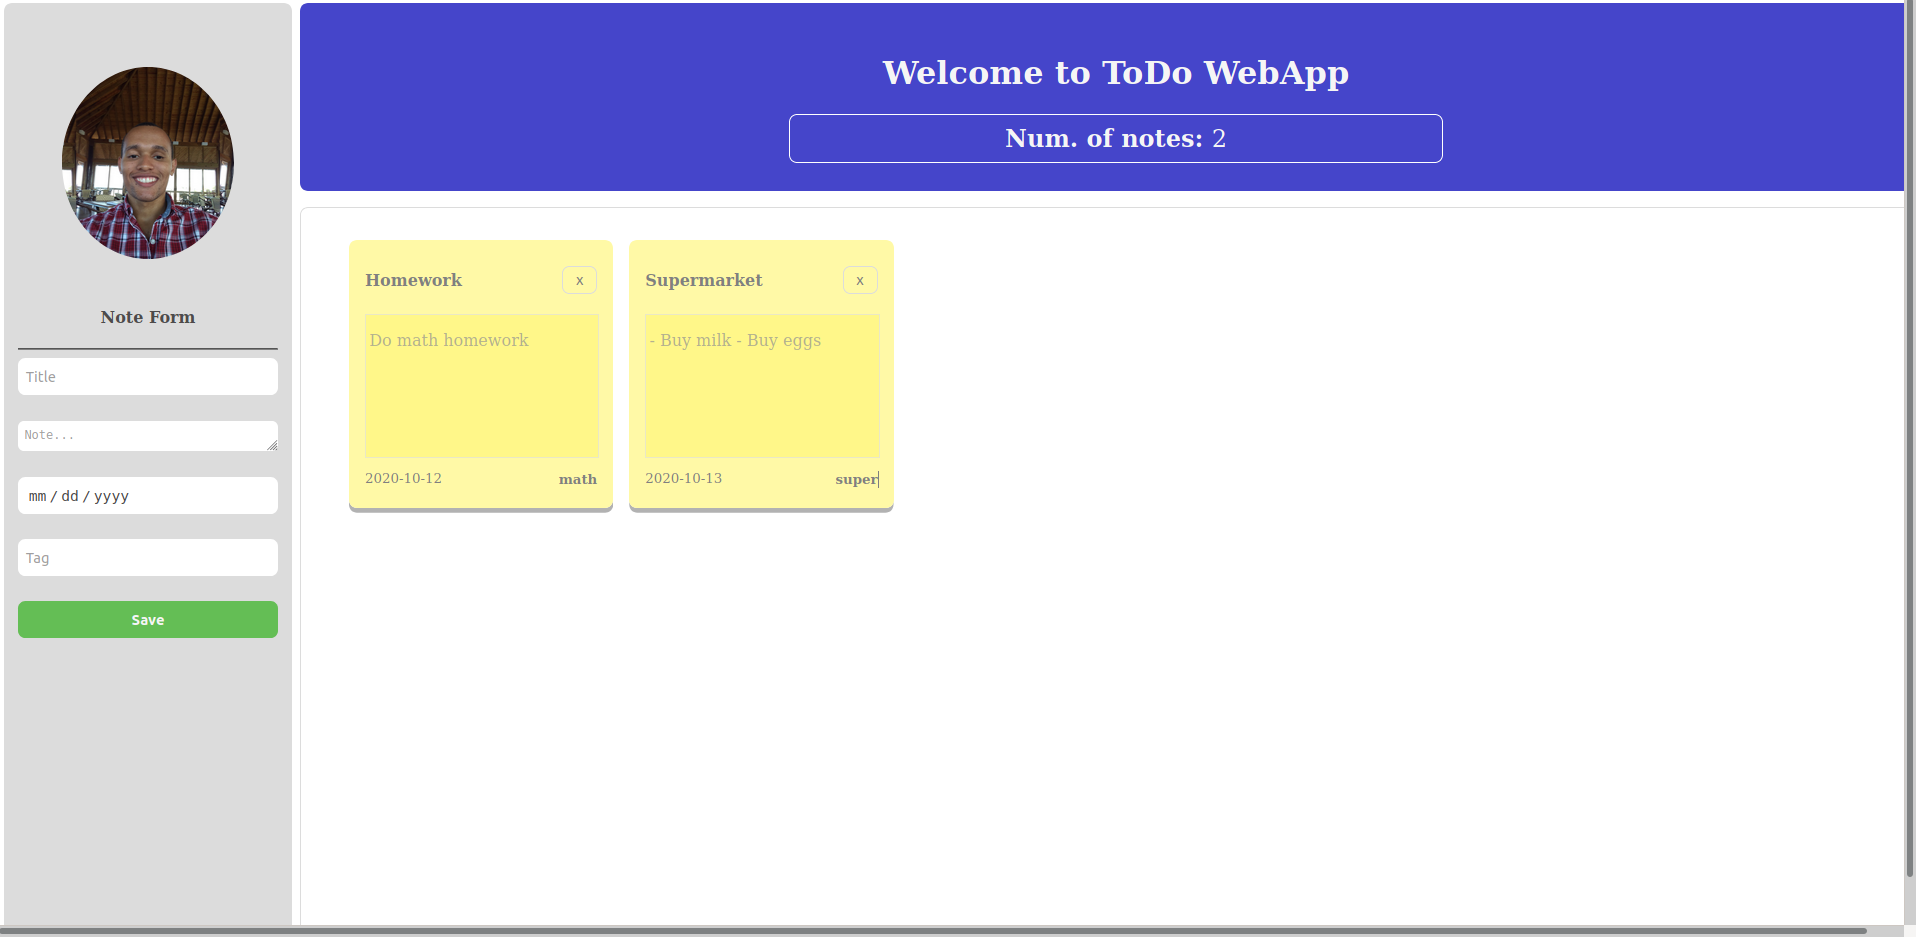 Note Form
Title
Note...
mm / dd / yyyy
Tag
Save
Welcome to ToDo WebApp
Num. of notes: 2
Homework x
Do math homework
2020-10-12 math
Supermarket x
- Buy milk - Buy eggs
2020-10-13 super